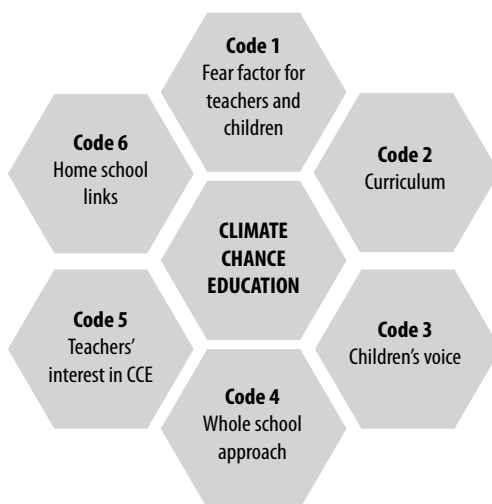 Code 1
Fear factor for
teachers and
children
Code 2
Curriculum
Code 3
Children's voice
Code 4
Whole school
approach
Code 5
Teachers'
interest in CCE
Code 6
Home school
links
CLIMATE
CHANCE
EDUCATION